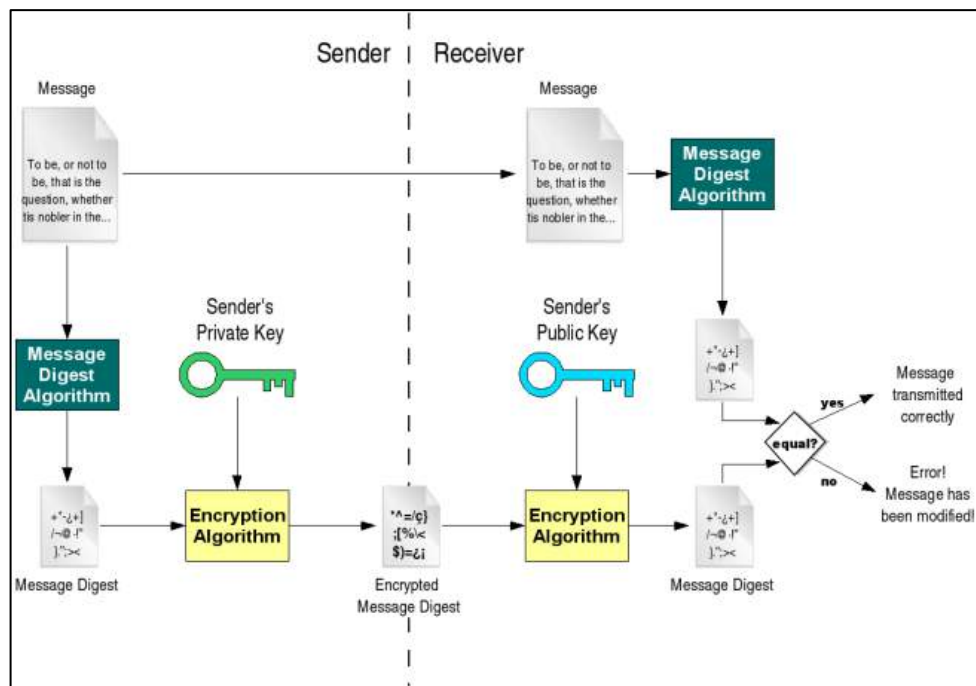 Sender
Receiver
Message
To be, or not to
be, that is the
question, whether
tis nobler in the...
Message
To be, or not to
be, that is the
question, whether
tis nobler in the...
Message
Digest
Algorithm
Sender's
Private Key
Sender's
Public Key
Message
Digest
Algorithm
+*-¿+]
/¬@ -!"
}.";><
Message
transmitted
correctly
yes
equal?
no
Error!
Message has
been modified!
+*-¿+]
/¬@ -!"
}.";><
Message Digest
Encryption
Algorithm
*^=/ç}
;[%\<
$)=¿¡
Encrypted
Message Digest
Encryption
Algorithm
+*-¿+]
/¬@ -!"
}.";><
Message Digest